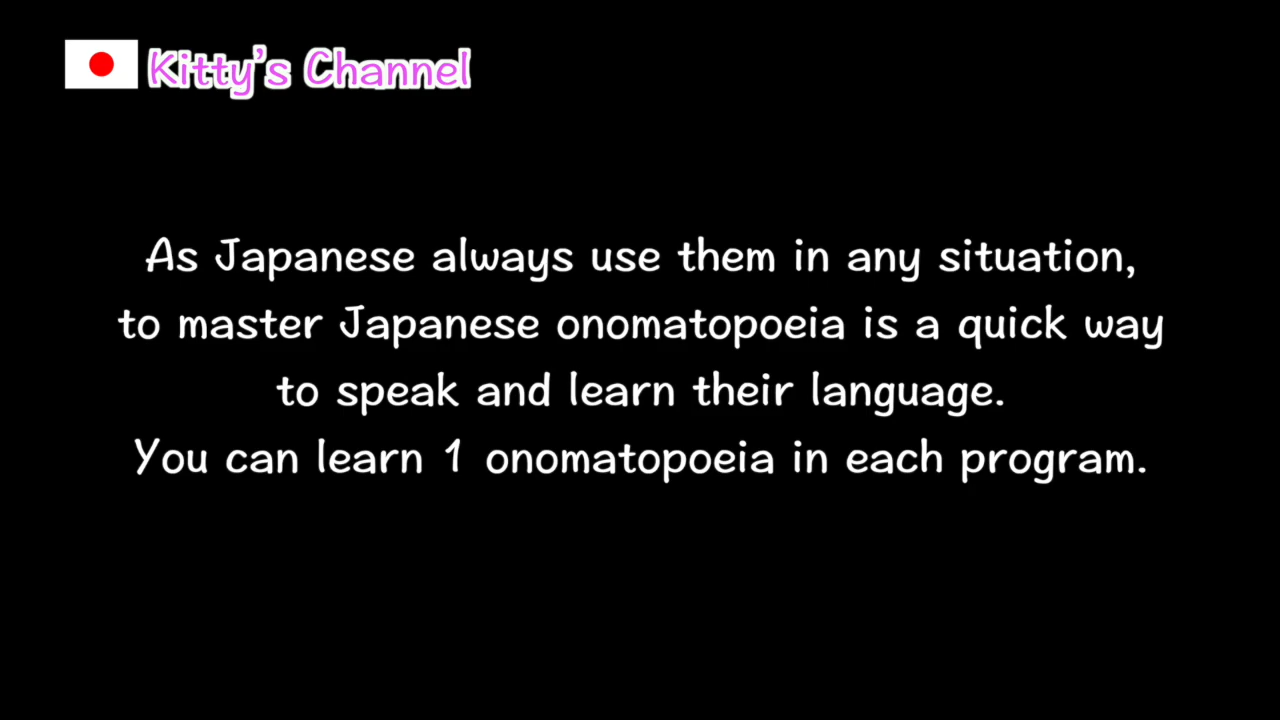 Kitty's Channel
As Japanese always use them in any situation,
to master Japanese onomatopoeia is a quick way
to speak and learn their language.
You can learn 1 onomatopoeia in each program.